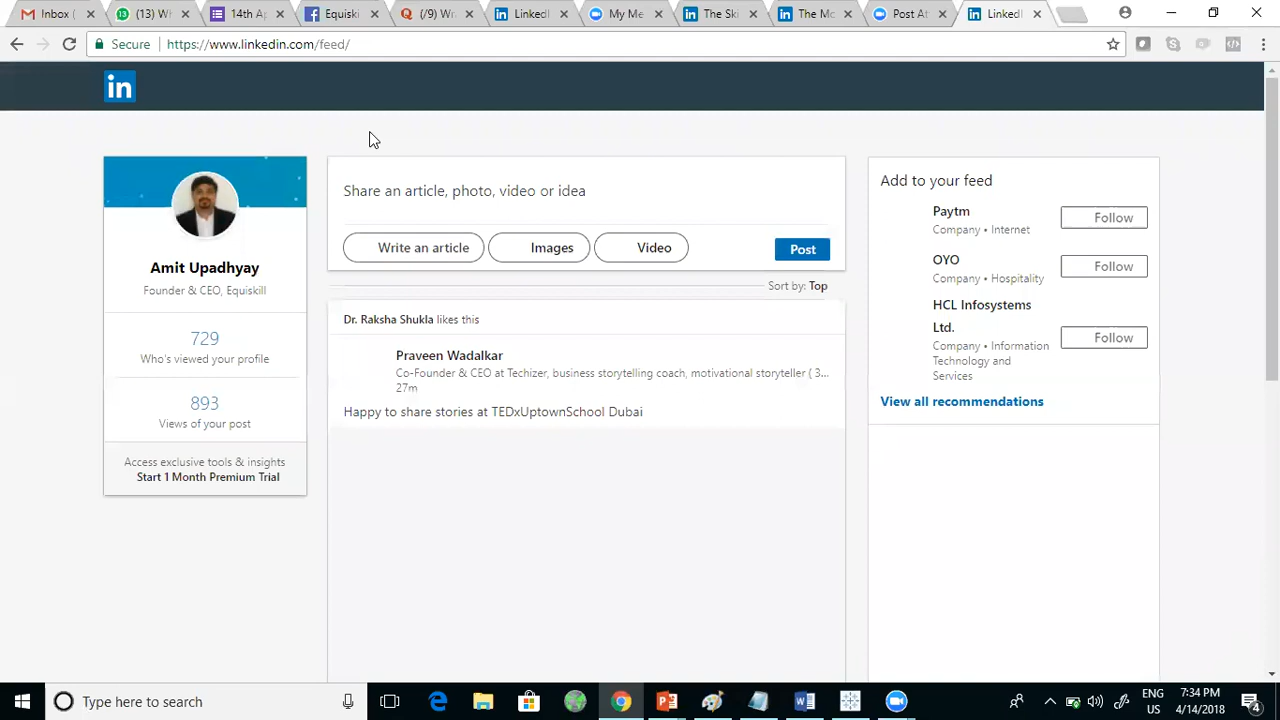 Inbox
(13) W
14th A
Equiski
(/9) W
LinkedI
My Me
The Ski
The Mc
Post At
LinkedI
Secure
https://www.linkedin.com/feed/
in
Amit Upadhyay
Founder & CEO, Equiskill
729
Who's viewed your profile
893
Views of your post
Access exclusive tools & insights
Start 1 Month Premium Trial
Share an article, photo, video or idea
Write an article
Images
Video
Post
Sort by: Top
Dr. Raksha Shukla likes this
Praveen Wadalkar
Co-Founder & CEO at Techizer, business storytelling coach, motivational storyteller ( 3...
27m
Happy to share stories at TEDxUptownSchool Dubai
Add to your feed
Paytm
Company • Internet
Follow
OYO
Company • Hospitality
Follow
HCL Infosystems
Ltd.
Company • Information
Technology and
Services
Follow
View all recommendations
Type here to search
ENG
US
7:34 PM
4/14/2018
4